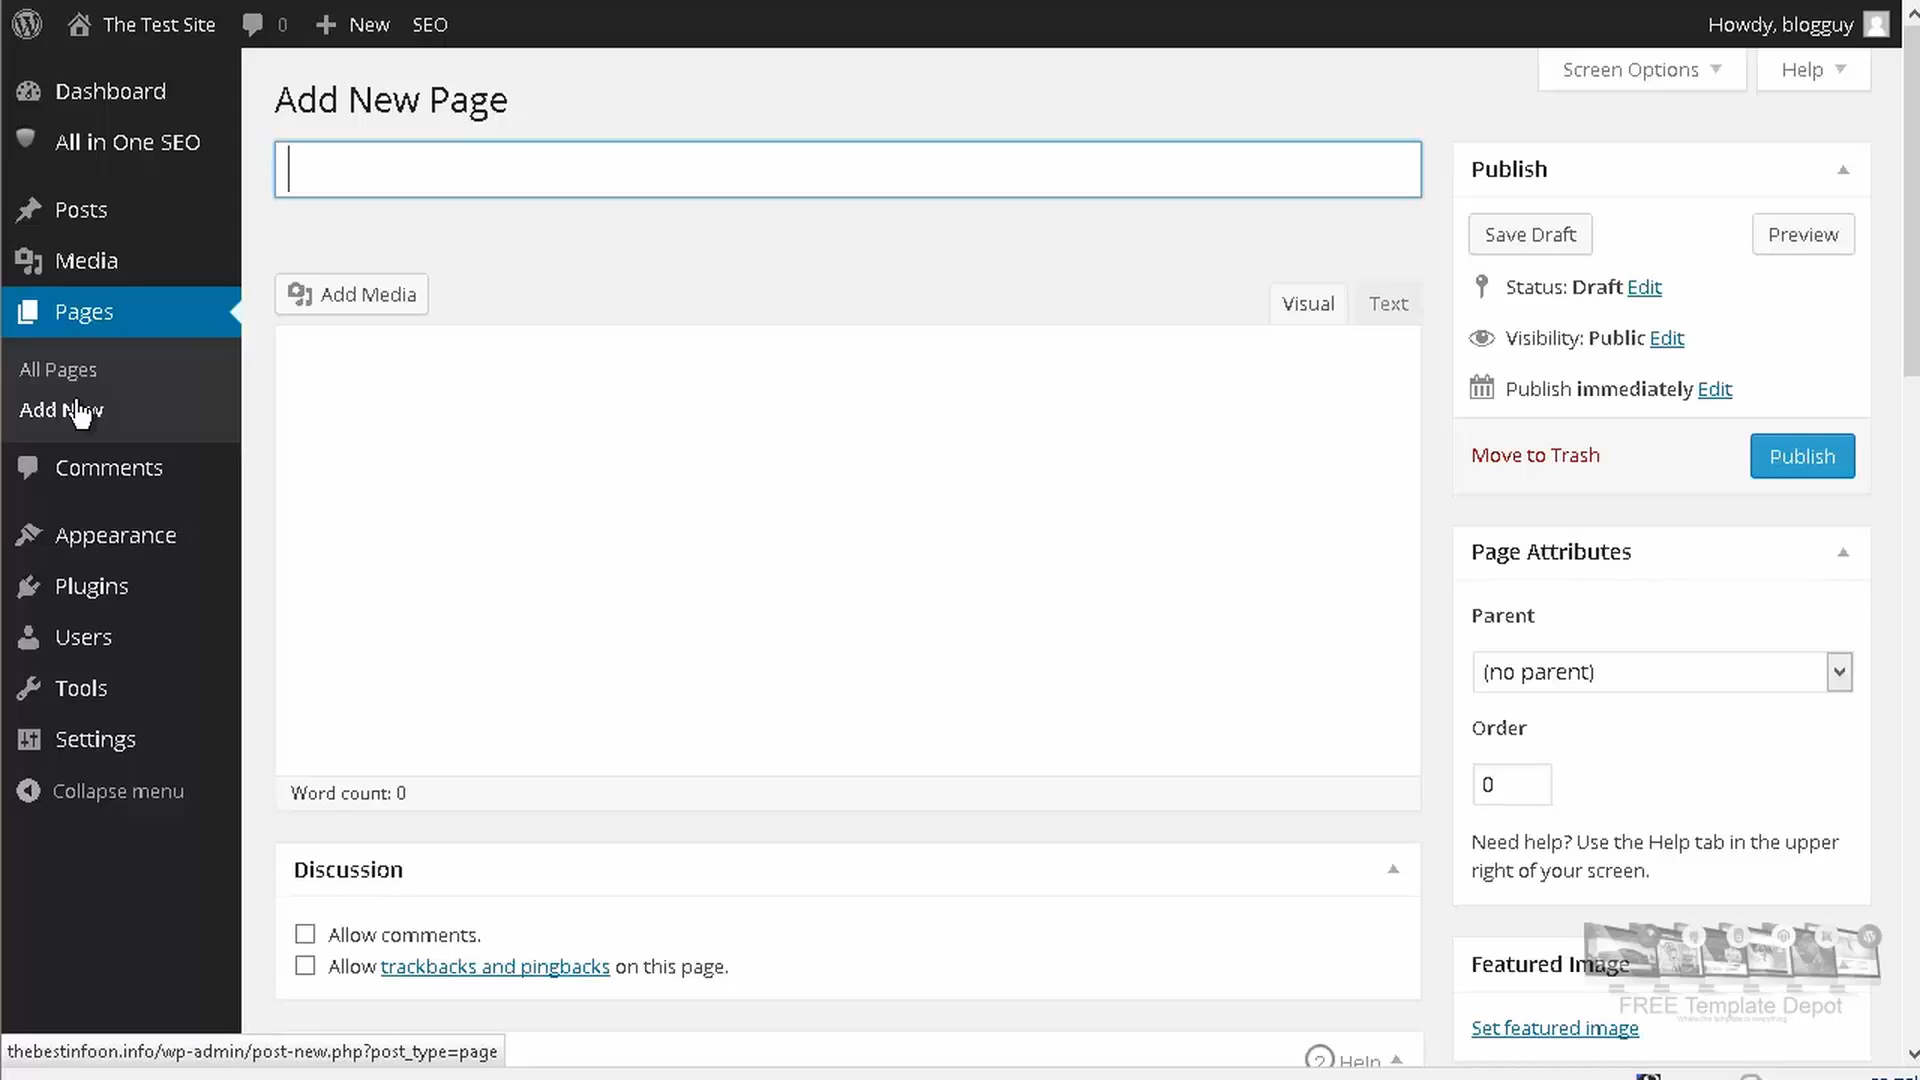 The Test Site 0 New SEO Howdy, blogguy
Screen Options Help
Dashboard
All in One SEO
Posts
Media
Pages
All Pages
Add New
Comments
Appearance
Plugins
Users
Tools
Settings
Collapse menu
Add New Page
Add Media
Visual Text
Word count: 0
Discussion
Allow comments.
Allow trackbacks and pingbacks on this page.
Help
Publish
Save Draft Preview
Status: Draft Edit
Visibility: Public Edit
Publish immediately Edit
Move to Trash Publish
Page Attributes
Parent
(no parent)
Order
0
Need help? Use the Help tab in the upper
right of your screen.
Featured Image
FREE Template Depot
Set featured image
thebestinfoon.info/wp-admin/post-new.php?post_type=page